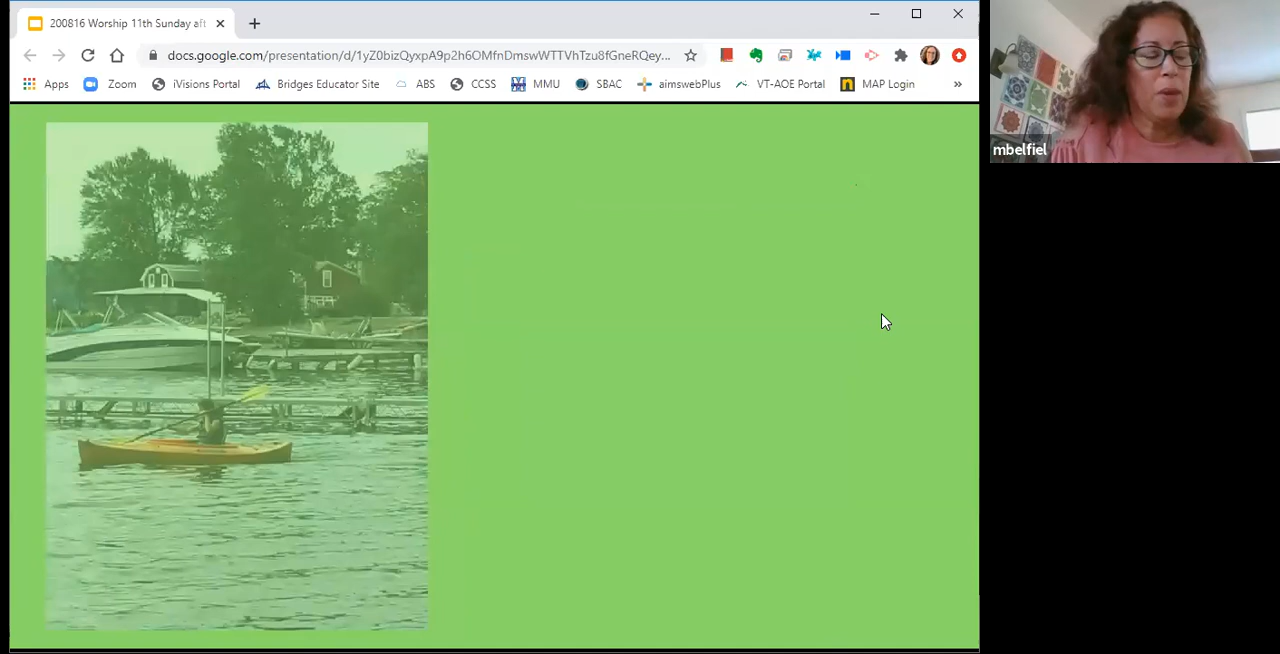 200816 Worship 11th Sunday aft
docs.google.com/presentation/d/1yZ0bizQyxpA9p2h6O8MfnDmswWTTVhTzu8fGneRQey...
Apps Zoom iVisions Portal Bridges Educator Site ABS CCSS MMU SBAC aimswebPlus VT-AOE Portal MAP Login »
mbelfiel